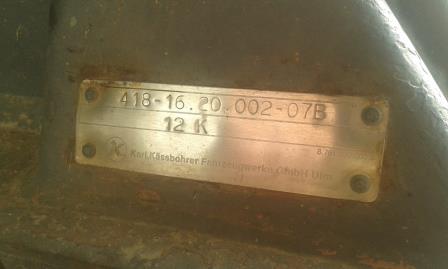 418-16.20.002-07B
12 K
Karl Kässbohrer Fahrzeugwerke GmbH Ulm